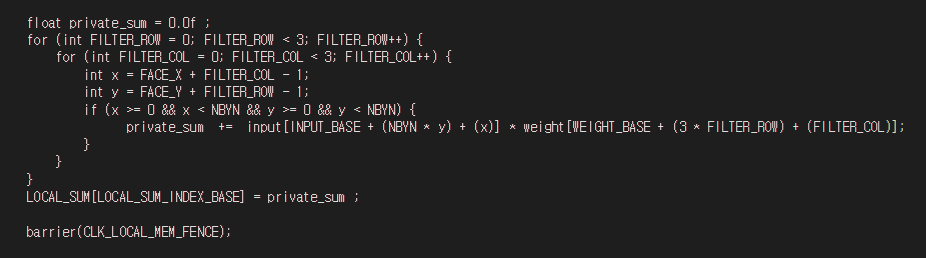 float private_sum = 0.0f ;
for (int FILTER_ROW = 0; FILTER_ROW < 3; FILTER_ROW++) {
for (int FILTER_COL = 0; FILTER_COL < 3; FILTER_COL++) {
int x = FACE_X + FILTER_COL - 1;
int y = FACE_Y + FILTER_ROW - 1;
if (x >= 0 && x < NBYN && y >= 0 && y < NBYN) {
private_sum += input[INPUT_BASE + (NBYN * y) + (x)] * weight[WEIGHT_BASE + (3 * FILTER_ROW) + (FILTER_COL)];
}
}
}
LOCAL_SUM[LOCAL_SUM_INDEX_BASE] = private_sum ;
barrier(CLK_LOCAL_MEM_FENCE);